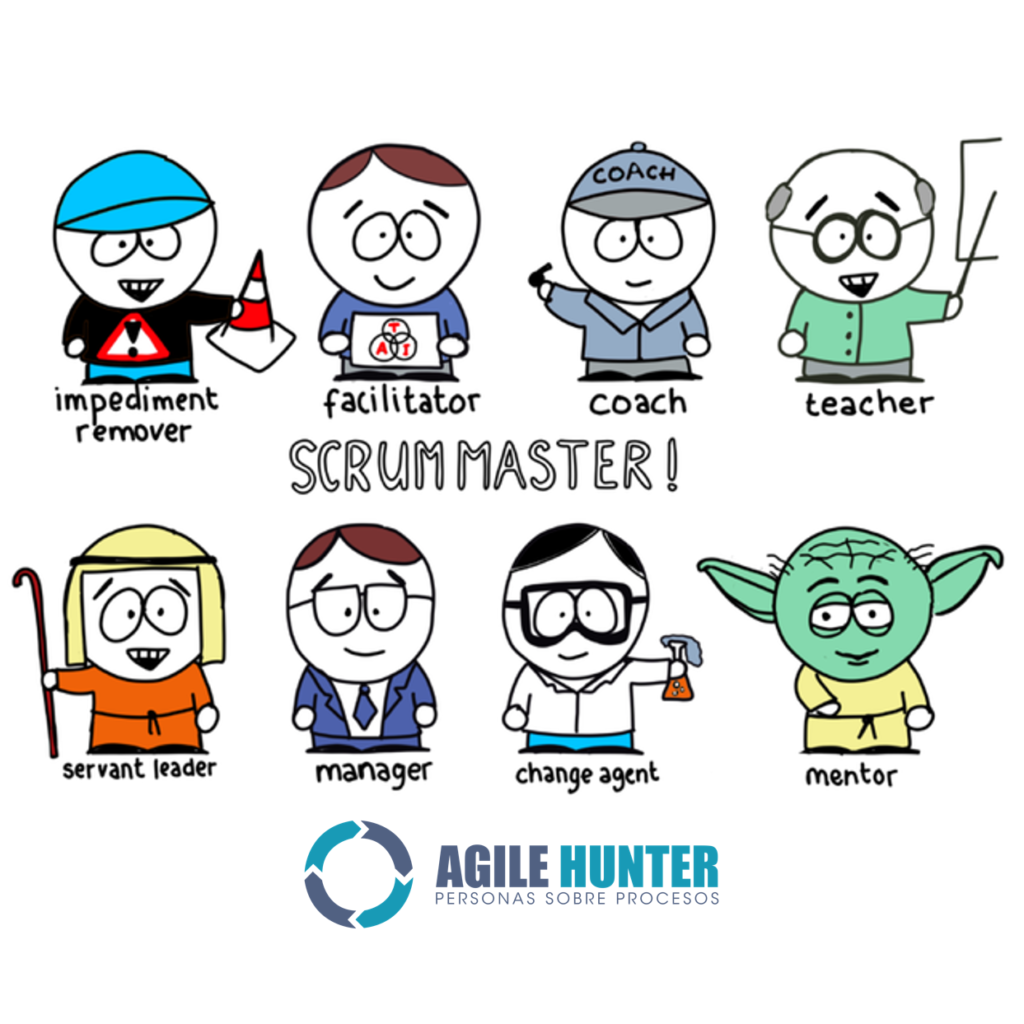 COACH
T
A I
impediment
remover
facilitator
coach
teacher
SCRUM MASTER!
servant leader
manager
change agent
mentor
AGILE HUNTER
PERSONAS SOBRE PROCESOS